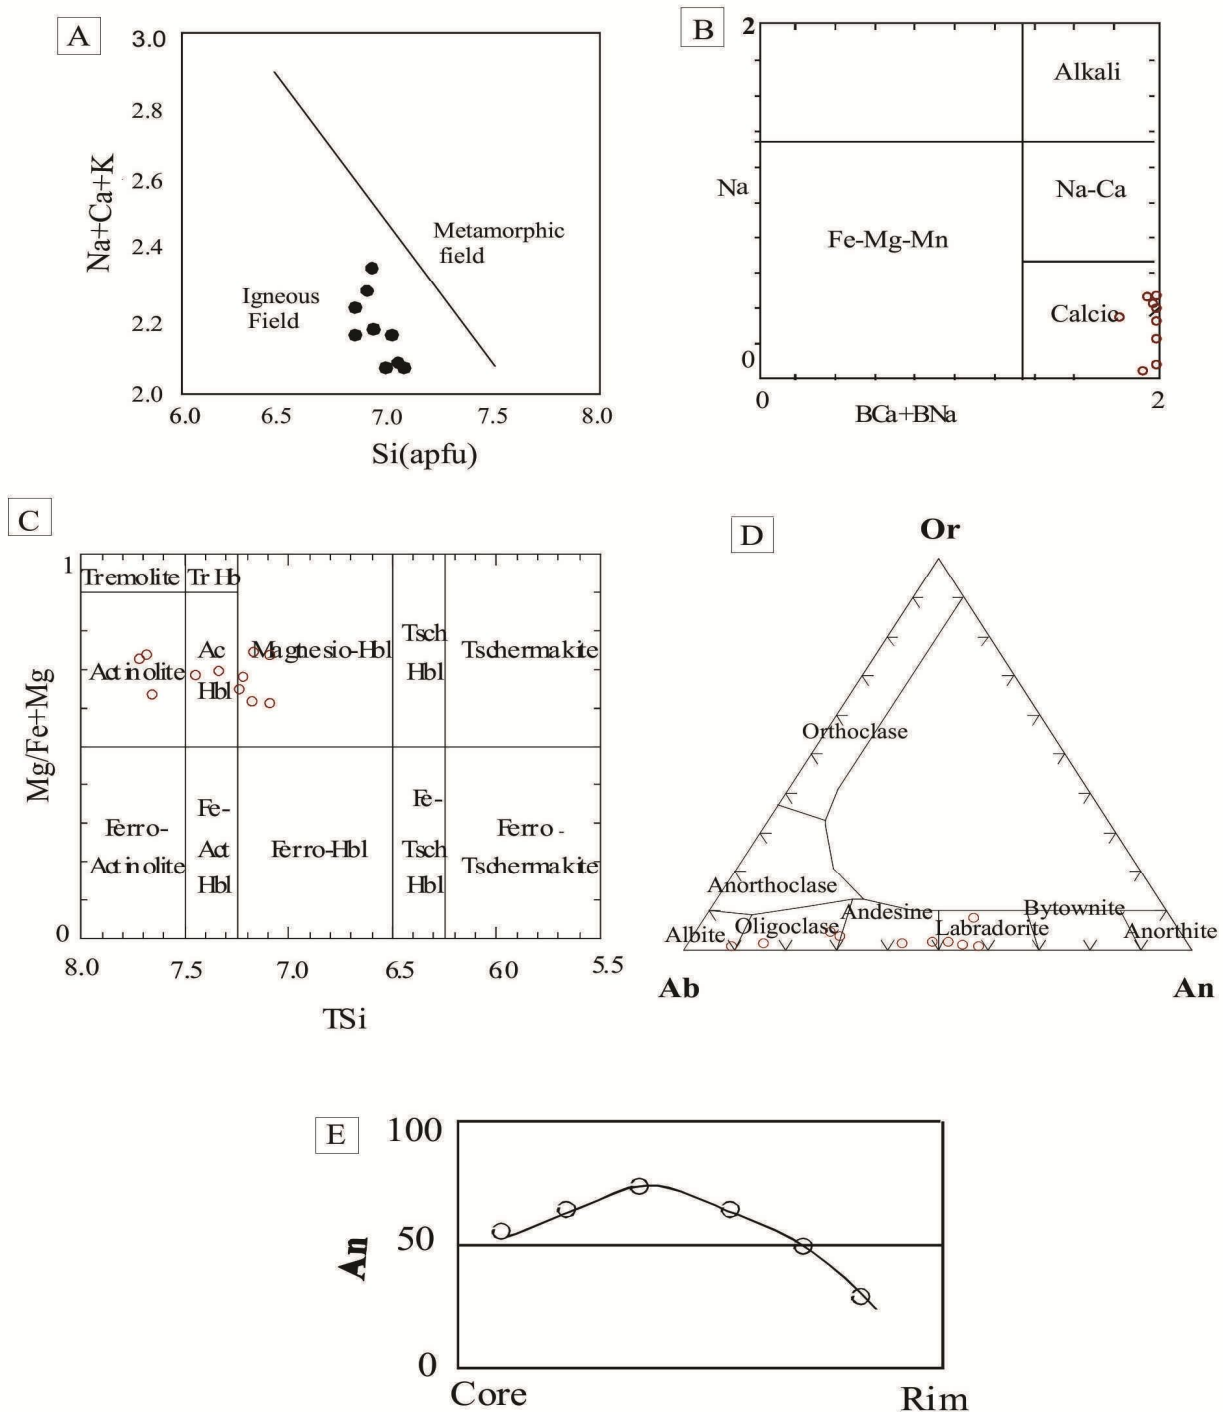 A
3.0
2.8
2.6
2.4
2.2
2.0
Na+Ca+K
Metamorphic
field
Igneous
Field
6.0 6.5 7.0 7.5 8.0
Si(apfu)
B
2
Alkali
Na
Na-Ca
Fe-Mg-Mn
Calcic
0
0 2
BCa+BNa
C
1
Tremolite Tr Hb
Ac
Hbl
Magnesio-Hbl
Tsch
Hbl
Tschermakite
Actinolite
Mg/Fe+Mg
Ferro-
Actinolite
Fe-
Act
Hbl
Ferro-Hbl
Fe-
Tsch
Hbl
Ferro-
Tschermakite
0
8.0 7.5 7.0 6.5 6.0 5.5
TSi
D
Or
Orthoclase
Anorthoclase
Albite
Oligoclase
Andesine
Labradorite
Bytownite
Anorthite
Ab An
E
100
50
0
An
Core Rim